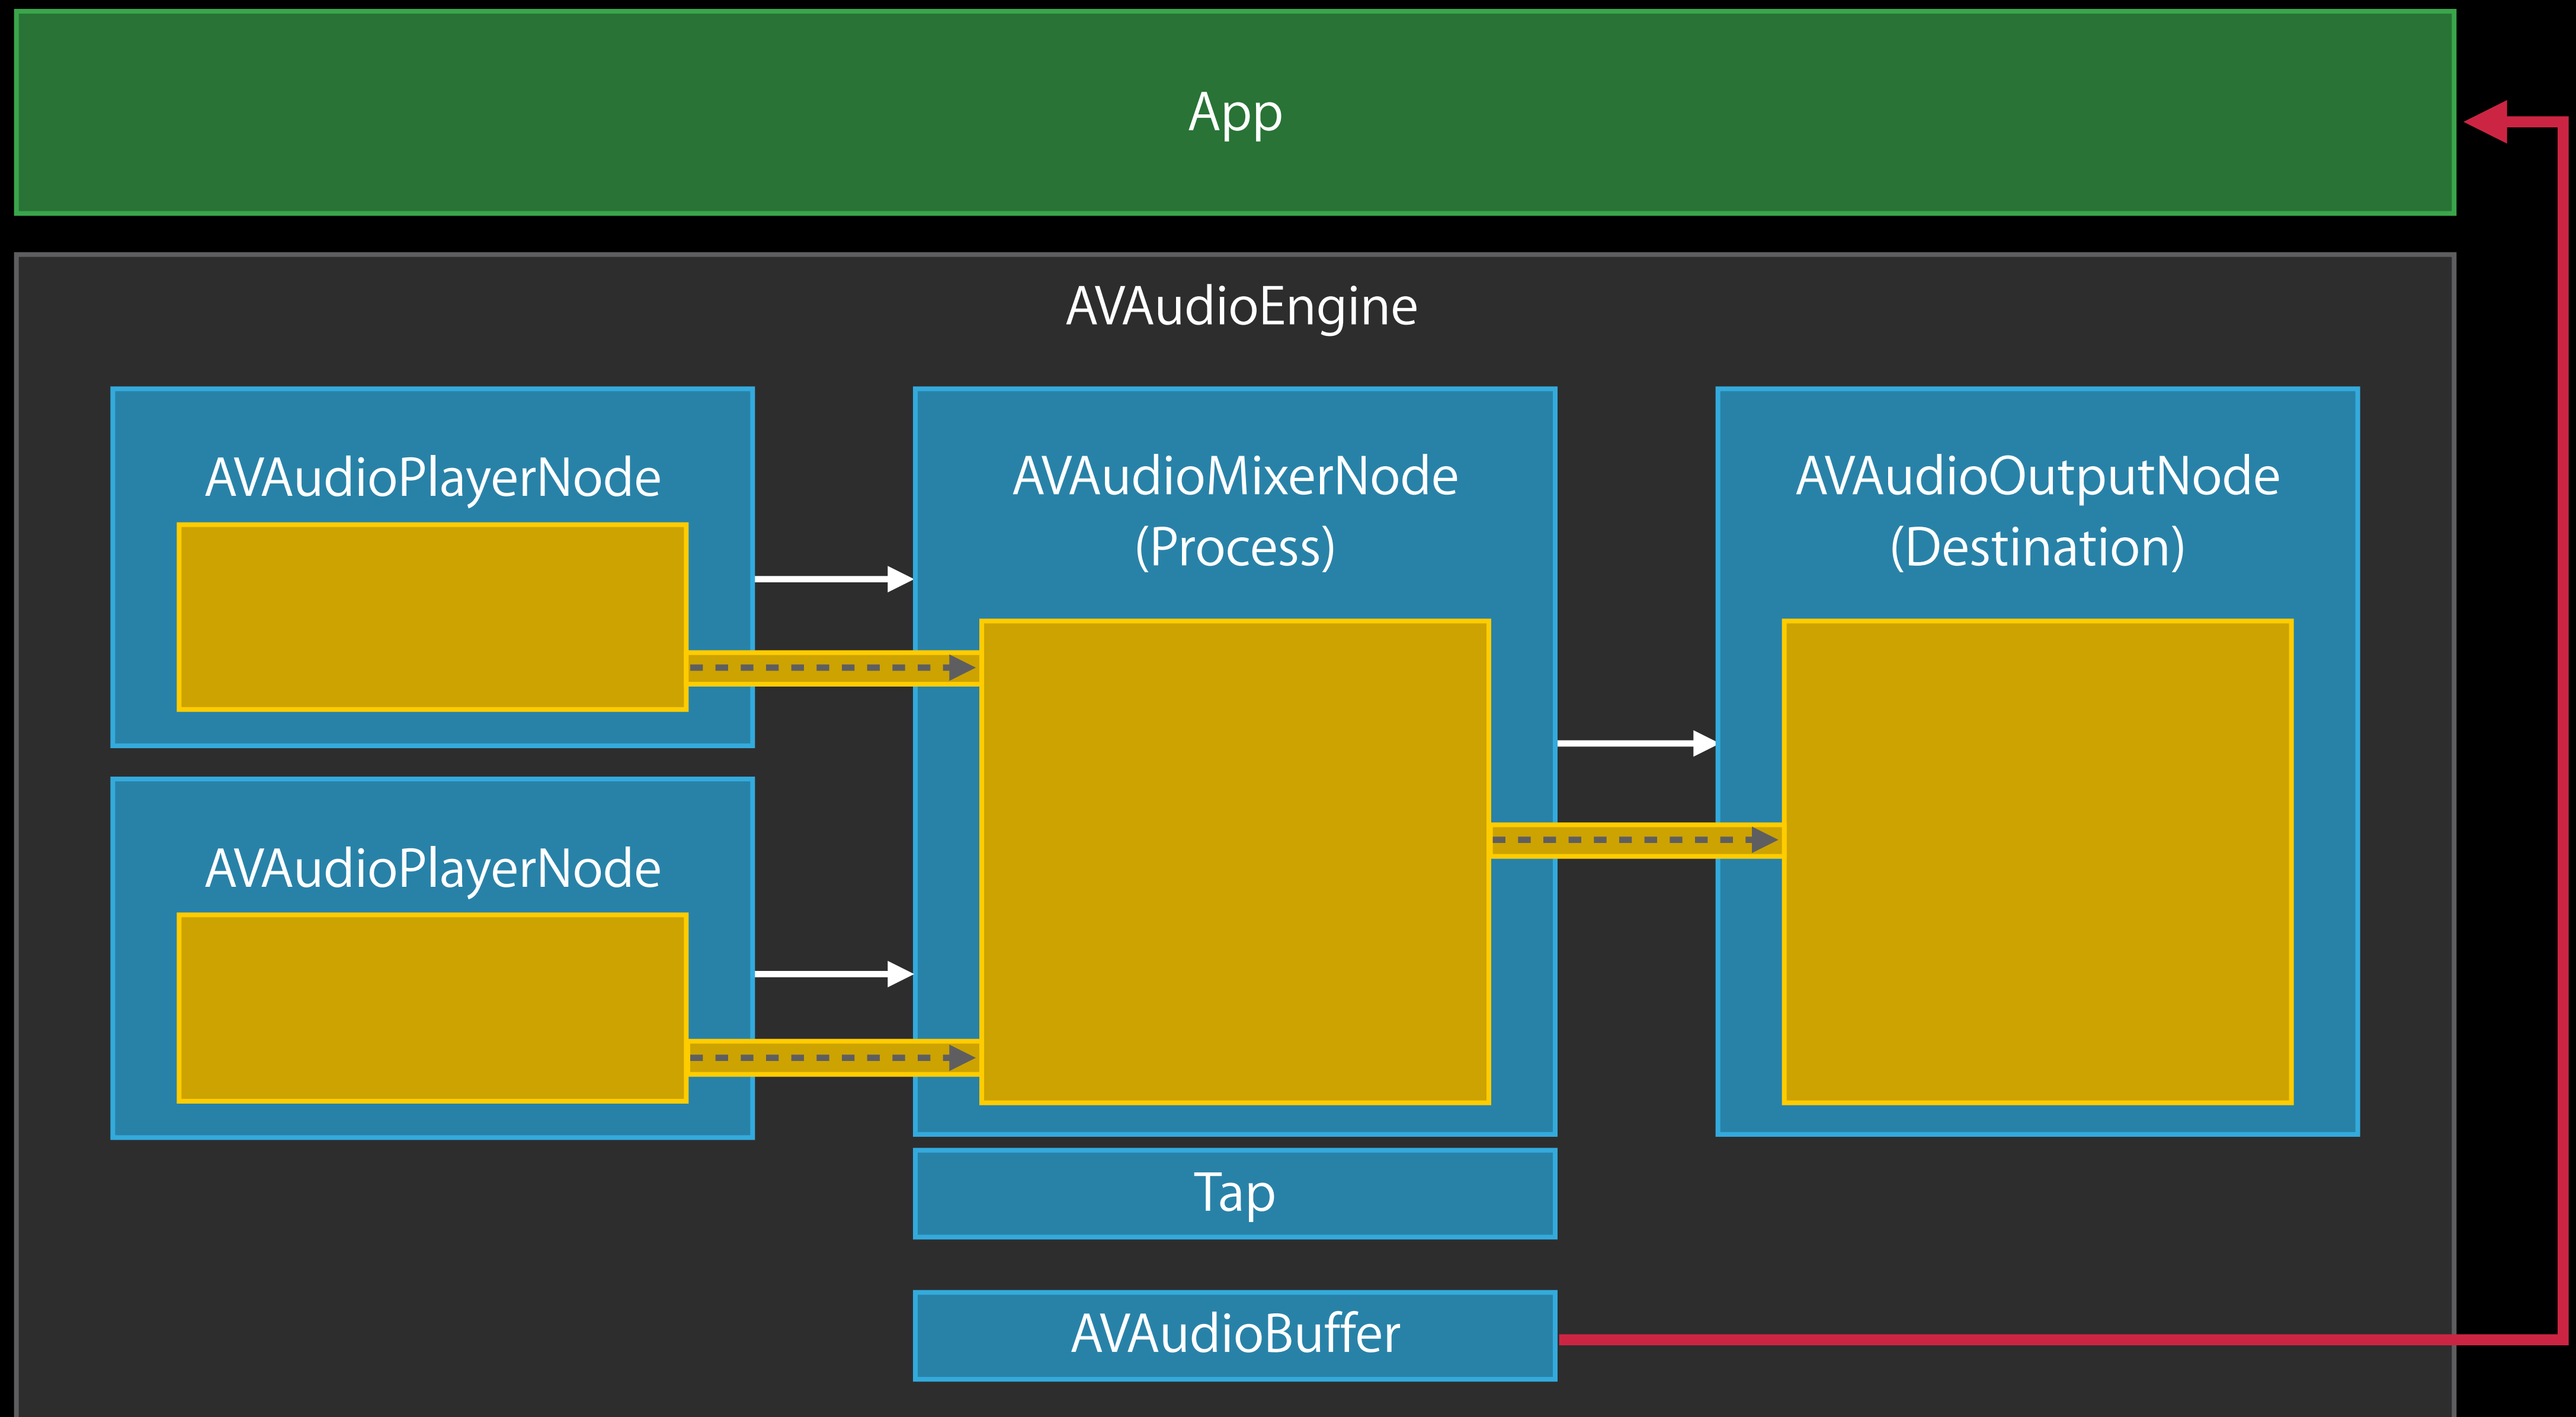 App
AVAudioEngine
AVAudioPlayerNode
AVAudioMixerNode
(Process)
AVAudioOutputNode
(Destination)
AVAudioPlayerNode
Tap
AVAudioBuffer